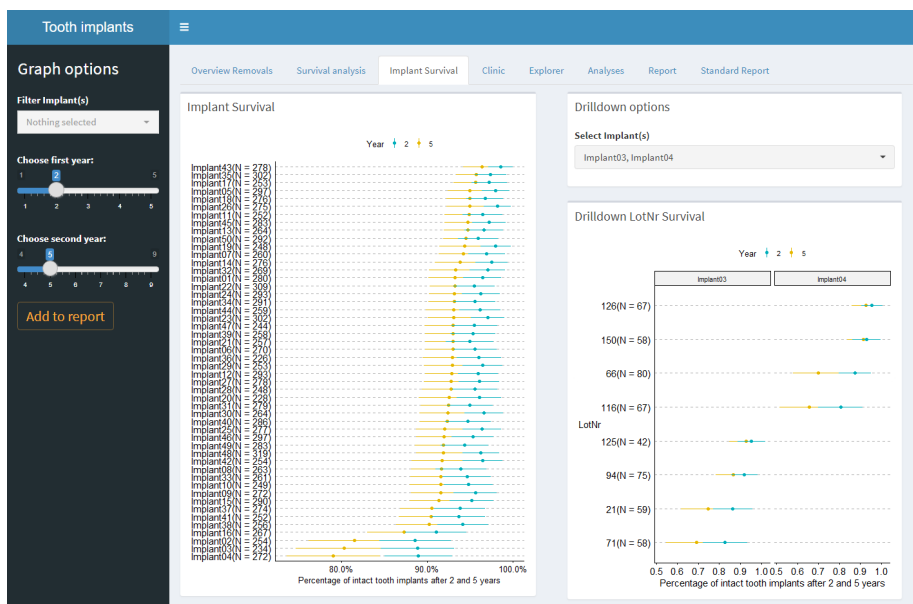 Tooth implants
Graph options
Filter Implant(s)
Nothing selected
Choose first year:
1 2 5
1 2 3 4 5
Choose second year:
4 5 9
4 5 6 7 8 9
Add to report
Overview Removals Survival analysis Implant Survival Clinic Explorer Analyses Report Standard Report
Implant Survival
Year 2 5
Implant43(N = 278)
Implant35(N = 302)
Implant17(N = 253)
Implant05(N = 297)
Implant18(N = 276)
Implant26(N = 275)
Implant11(N = 252)
Implant45(N = 283)
Implant13(N = 264)
Implant50(N = 292)
Implant19(N = 248)
Implant07(N = 260)
Implant14(N = 276)
Implant32(N = 269)
Implant01(N = 280)
Implant22(N = 309)
Implant24(N = 293)
Implant34(N = 291)
Implant44(N = 259)
Implant23(N = 302)
Implant47(N = 244)
Implant39(N = 258)
Implant21(N = 257)
Implant06(N = 270)
Implant36(N = 226)
Implant29(N = 253)
Implant12(N = 293)
Implant27(N = 278)
Implant28(N = 248)
Implant20(N = 228)
Implant31(N = 279)
Implant30(N = 264)
Implant40(N = 286)
Implant25(N = 277)
Implant46(N = 297)
Implant49(N = 283)
Implant48(N = 319)
Implant42(N = 254)
Implant08(N = 263)
Implant33(N = 261)
Implant10(N = 249)
Implant09(N = 272)
Implant15(N = 290)
Implant37(N = 274)
Implant41(N = 252)
Implant38(N = 256)
Implant16(N = 267)
Implant02(N = 254)
Implant03(N = 234)
Implant04(N = 272)
80.0% 90.0% 100.0%
Percentage of intact tooth implants after 2 and 5 years
Drilldown options
Select Implant(s)
Implant03, Implant04
Drilldown LotNr Survival
Year 2 5
Implant03 Implant04
126(N = 67)
150(N = 58)
66(N = 80)
116(N = 67)
LotNr
125(N = 42)
94(N = 75)
21(N = 59)
71(N = 58)
0.5 0.6 0.7 0.8 0.9 1.0 0.5 0.6 0.7 0.8 0.9 1.0
Percentage of intact tooth implants after 2 and 5 years